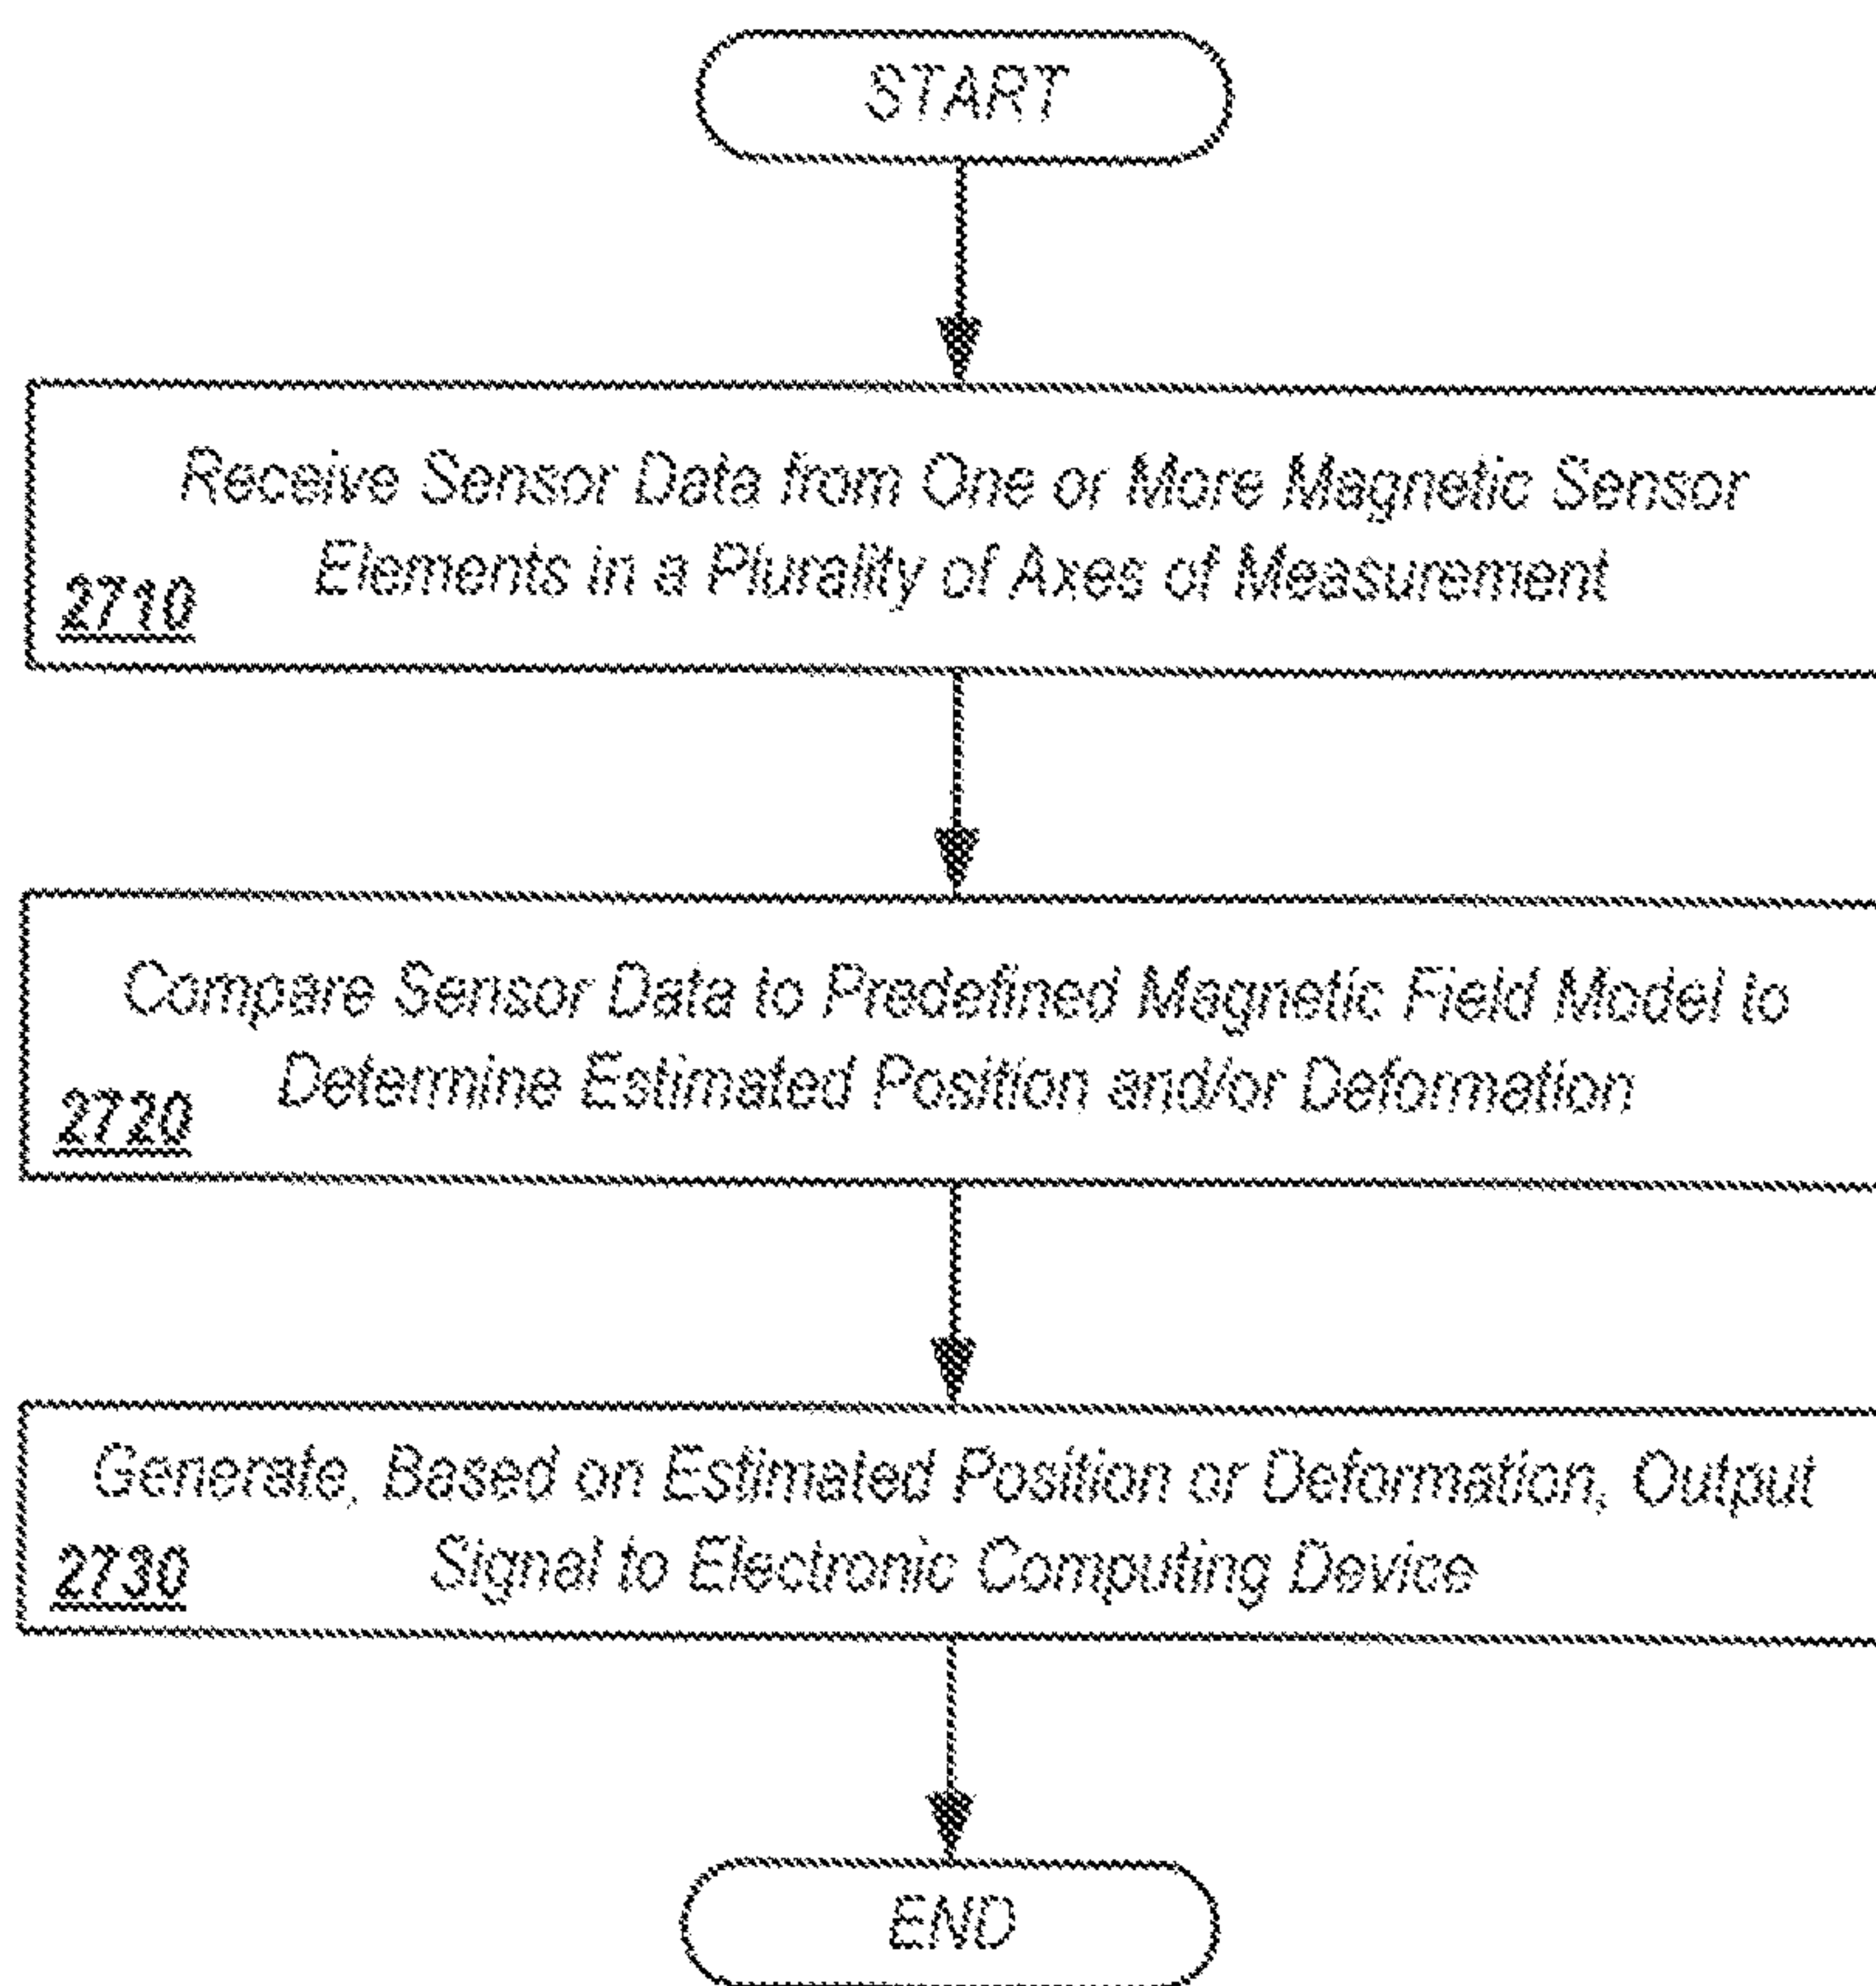 START
Receive Sensor Data from One or More Magnetic Sensor
Elements in a Plurality of Axes of Measurement
2710
Compare Sensor Data to Predefined Magnetic Field Model to
Determine Estimated Position and/or Deformation
2720
Generate, Based on Estimated Position or Deformation, Output
Signal to Electronic Computing Device
2730
END